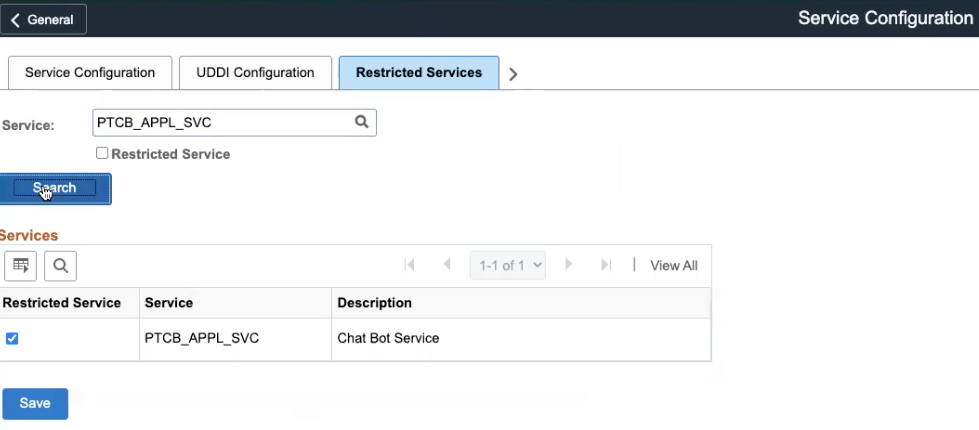 General
Service Configuration
Service Configuration
UDDI Configuration
Restricted Services
Service:
PTCB_APPL_SVC
Restricted Service
Search
Services
1-1 of 1
View All
Restricted Service
Service
Description
PTCB_APPL_SVC
Chat Bot Service
Save